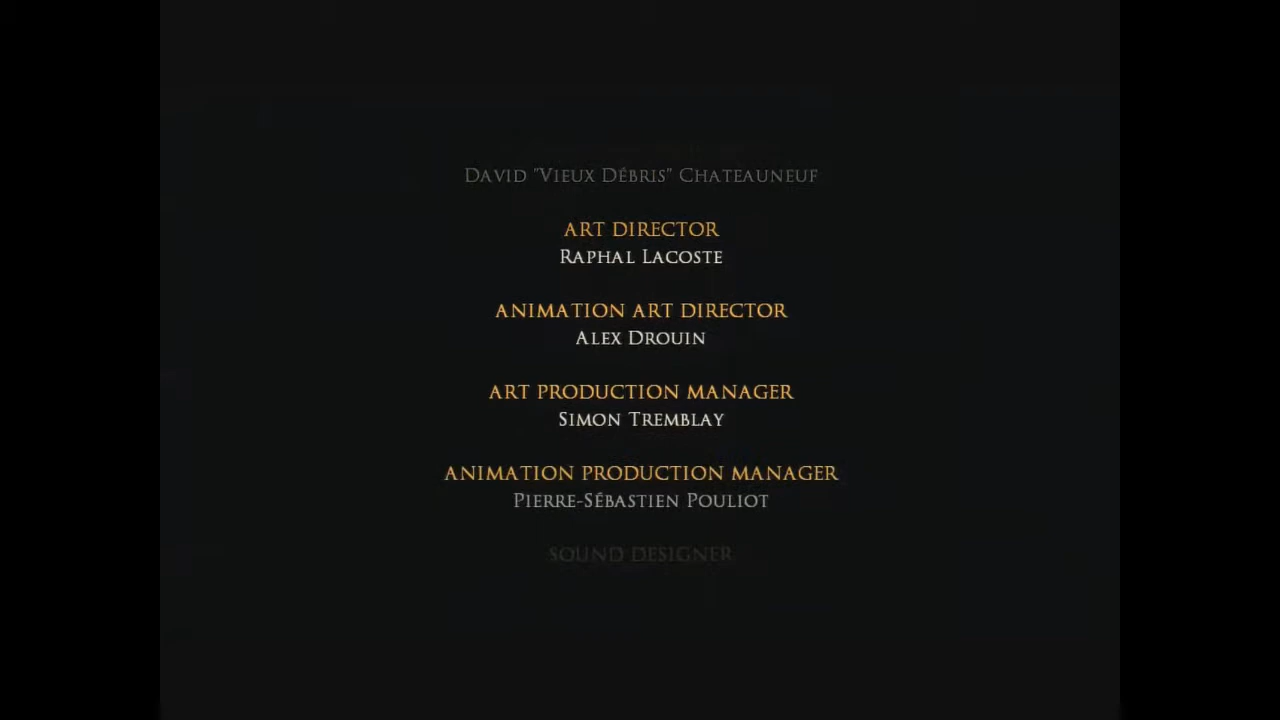 David "Vieux Débris" Chateauneuf
ART DIRECTOR
Raphal Lacoste
ANIMATION ART DIRECTOR
Alex Drouin
ART PRODUCTION MANAGER
Simon Tremblay
ANIMATION PRODUCTION MANAGER
Pierre-Sébastien Pouliot
SOUND DESIGNER